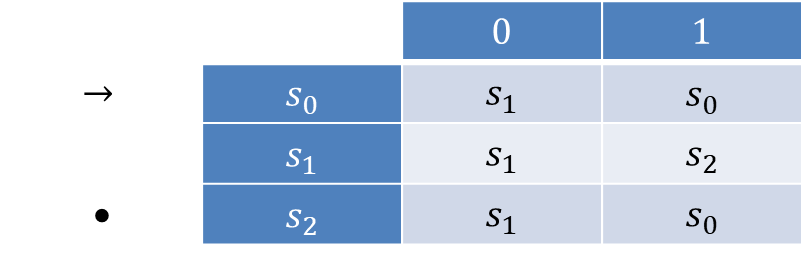 0 1
→ s₀ s₁ s₀
s₁ s₁ s₂
• s₂ s₁ s₀